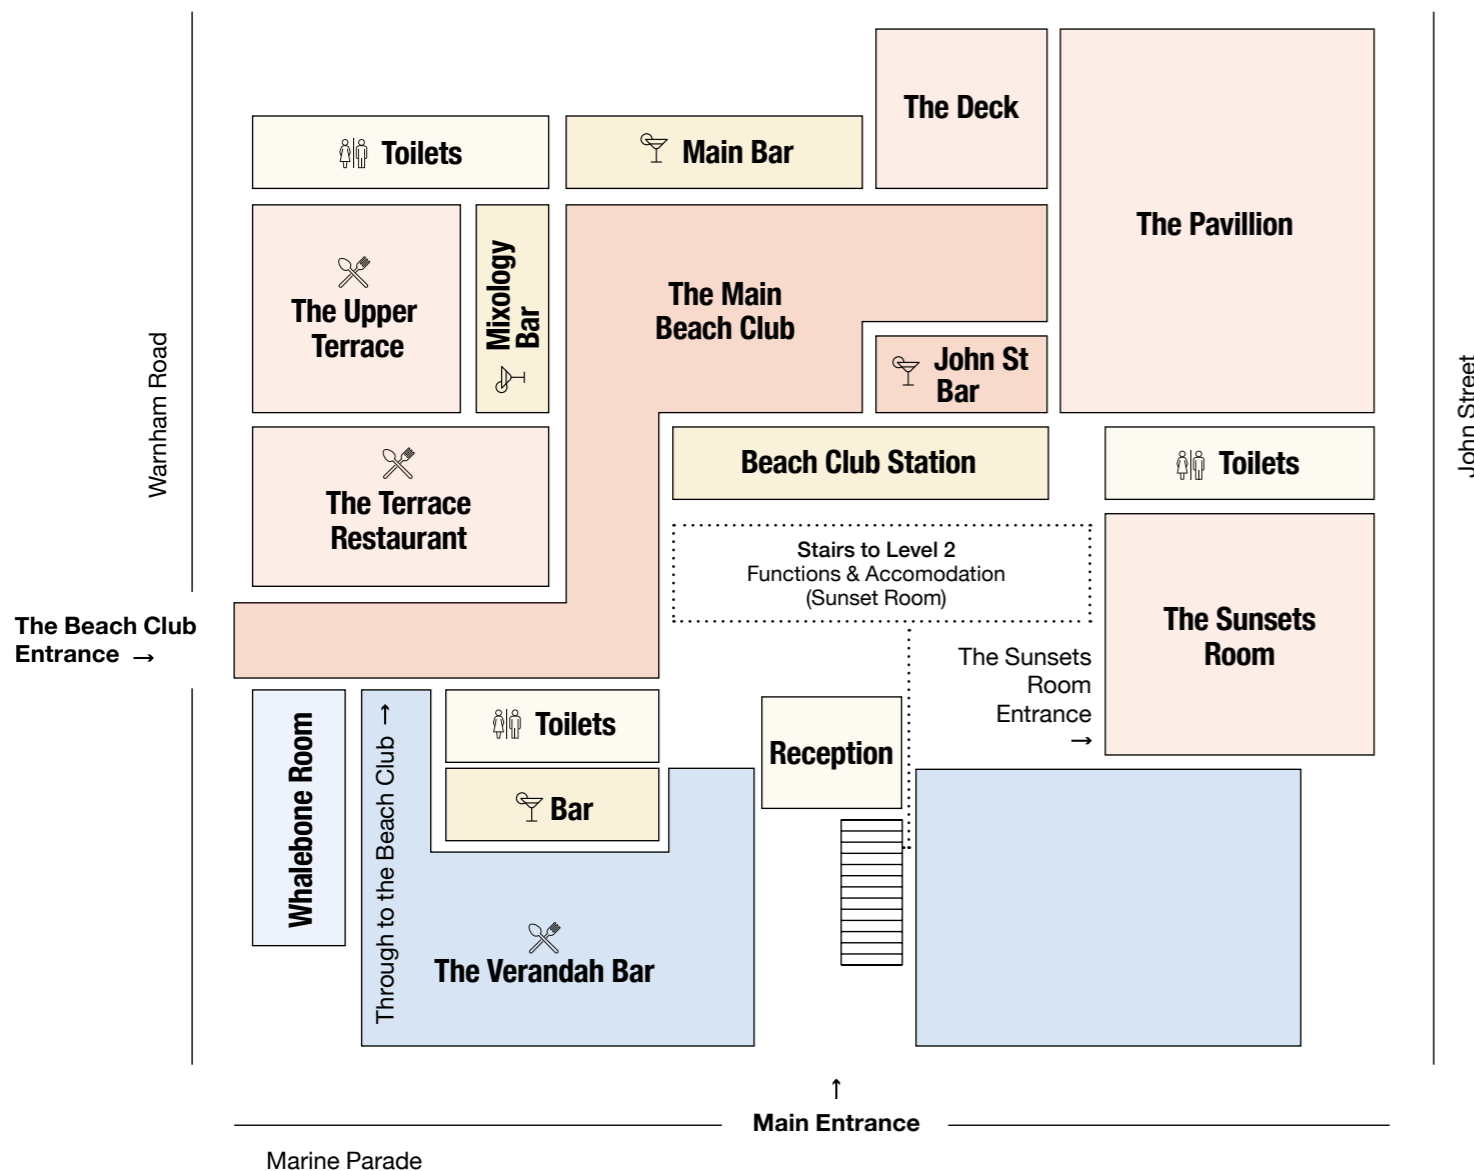 The Deck
Toilets
Main Bar
The Pavillion
The Upper
Terrace
Mixology
Bar
The Main
Beach Club
John St
Bar
Warnham Road
John Street
The Terrace
Restaurant
Beach Club Station
Toilets
Stairs to Level 2
Functions & Accomodation
(Sunset Room)
The Beach Club
Entrance →
The Sunsets
Room
The Sunsets
Room
Entrance
→
Whalebone Room
Through to the Beach Club →
Toilets
Reception
Bar
The Verandah Bar
↑
Main Entrance
Marine Parade